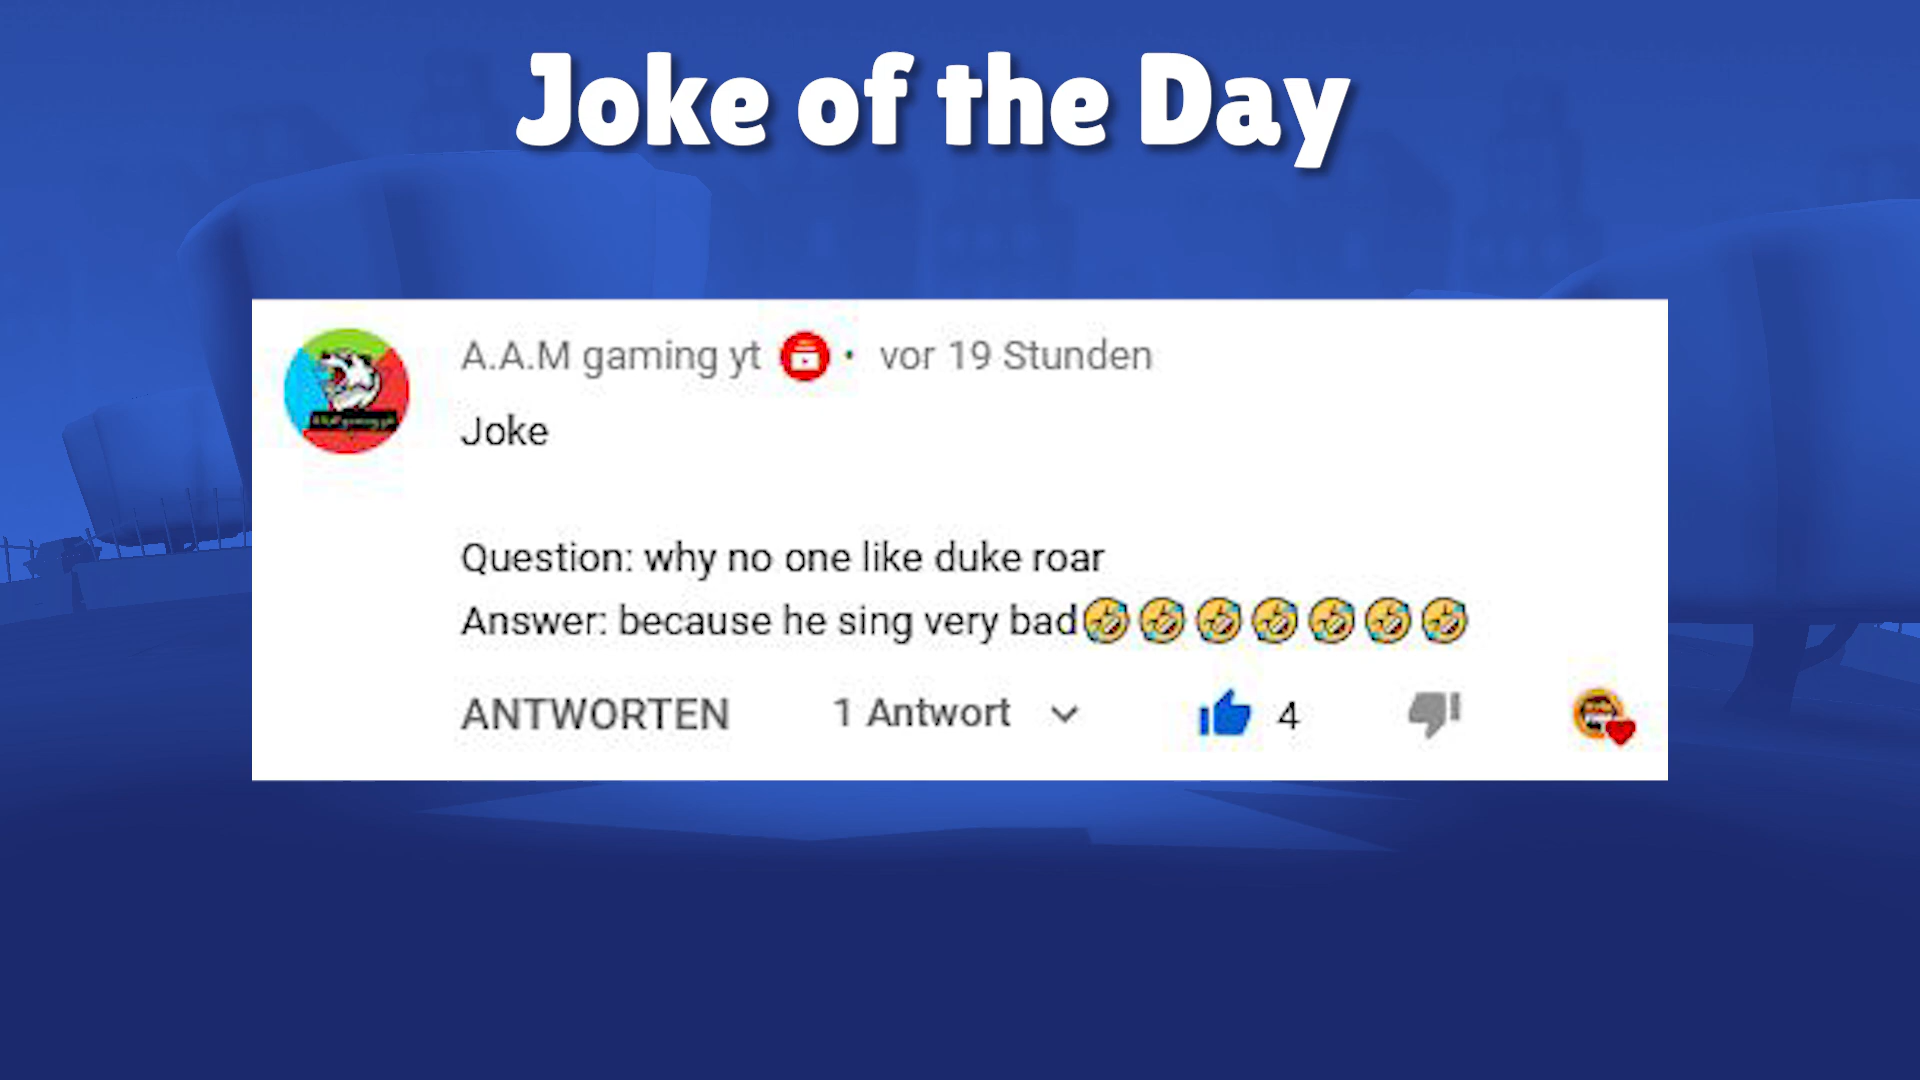 Joke of the Day
A.A.M gaming yt • vor 19 Stunden
Joke
Question: why no one like duke roar
Answer: because he sing very bad🤣🤣🤣🤣🤣🤣🤣
ANTWORTEN 1 Antwort 4